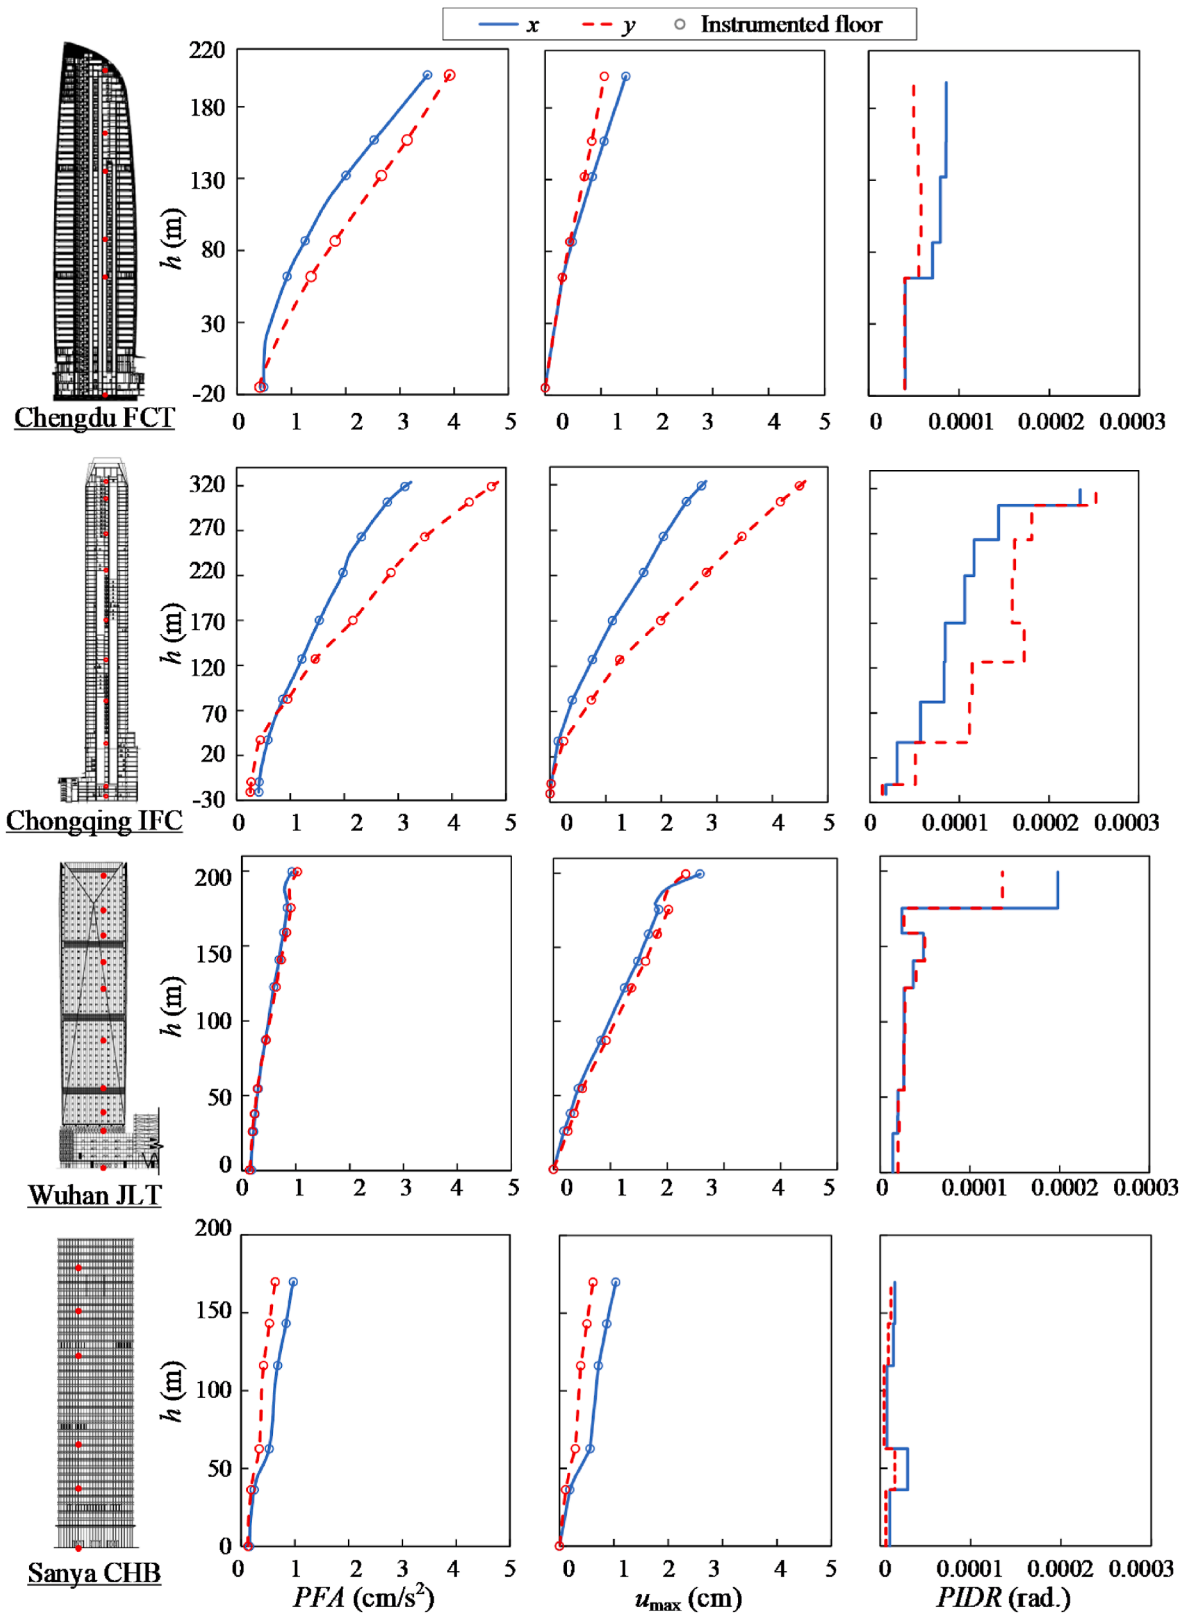 x y Instrumented floor
220
180
130
80
30
-20
h (m)
0 1 2 3 4 5
0 1 2 3 4 5
0 0.0001 0.0002 0.0003
Chengdu FCT
320
270
220
170
120
70
20
-30
h (m)
0 1 2 3 4 5
0 1 2 3 4 5
0 0.0001 0.0002 0.0003
Chongqing IFC
200
150
100
50
0
h (m)
0 1 2 3 4 5
0 1 2 3 4 5
0 0.0001 0.0002 0.0003
Wuhan JLT
200
150
100
50
0
h (m)
0 1 2 3 4 5
0 1 2 3 4 5
0 0.0001 0.0002 0.0003
Sanya CHB
PFA (cm/s²)
umax (cm)
PIDR (rad.)